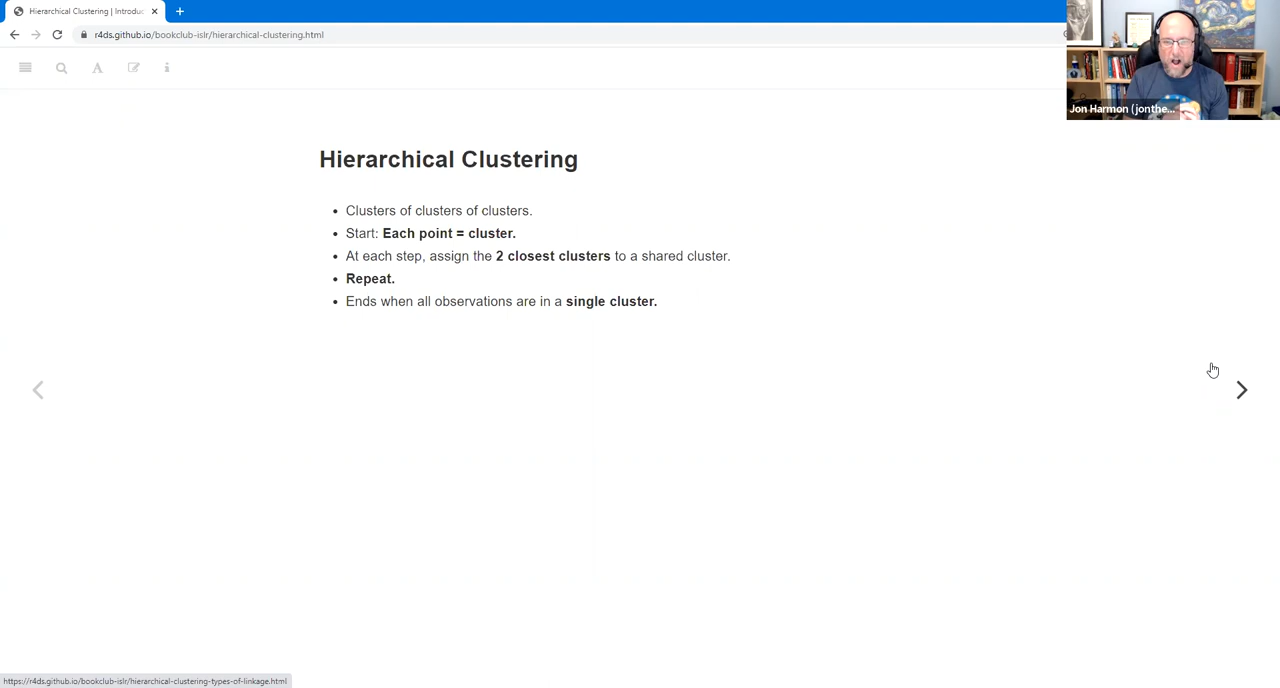 Hierarchical Clustering | Introduc
r4ds.github.io/bookclub-islr/hierarchical-clustering.html
Jon Harmon (jonthe...
Hierarchical Clustering
• Clusters of clusters of clusters.
• Start: Each point = cluster.
• At each step, assign the 2 closest clusters to a shared cluster.
• Repeat.
• Ends when all observations are in a single cluster.
https://r4ds.github.io/bookclub-islr/hierarchical-clustering-types-of-linkage.html